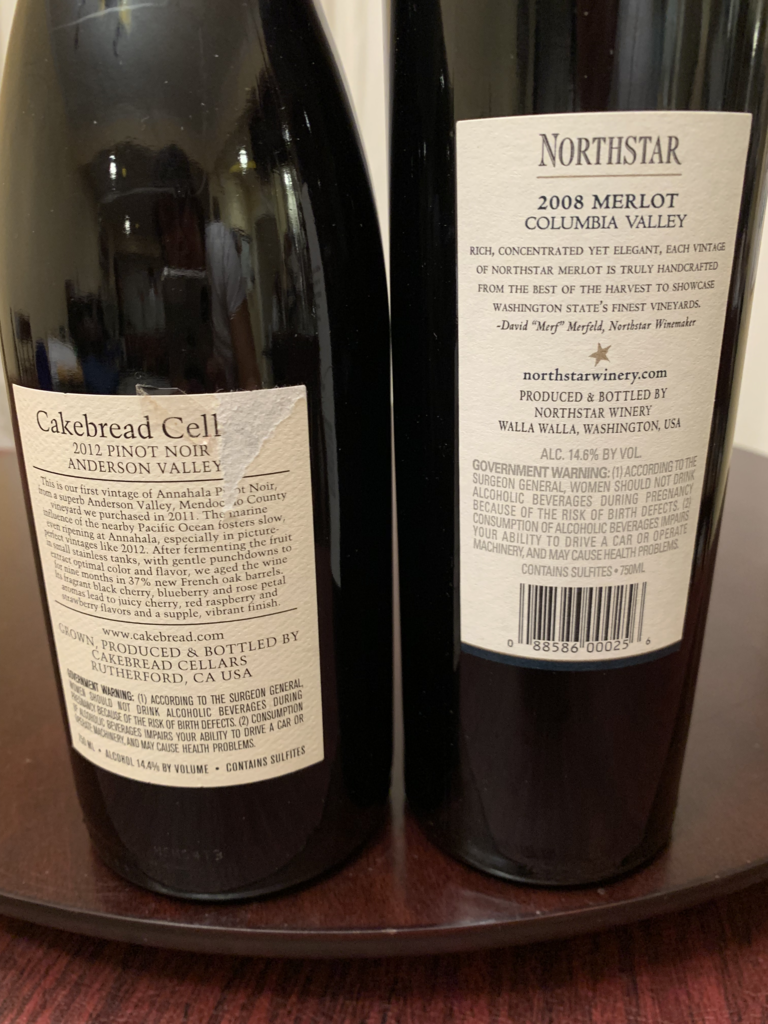 Cakebread Cell
2012 PINOT NOIR
ANDERSON VALLEY
This is our first vintage of Annahala P ot Noir,
from a superb Anderson Valley, Mendoc no County
vineyard we purchased in 2011. The marine
influence of the nearby Pacific Ocean fosters slow,
even ripening at Annahala, especially in picture-
perfect vintages like 2012. After fermenting the fruit
in small stainless tanks, with gentle punchdowns to
extract optimal color and flavor, we aged the wine
for nine months in 37% new French oak barrels.
Its fragrant black cherry, blueberry and rose petal
aromas lead to juicy cherry, red raspberry and
strawberry flavors and a supple, vibrant finish.
www.cakebread.com
GROWN, PRODUCED & BOTTLED BY
CAKEBREAD CELLARS
RUTHERFORD, CA USA
GOVERNMENT WARNING: (1) ACCORDING TO THE SURGEON GENERAL,
WOMEN SHOULD NOT DRINK ALCOHOLIC BEVERAGES DURING
PREGNANCY BECAUSE OF THE RISK OF BIRTH DEFECTS. (2) CONSUMPTION
OF ALCOHOLIC BEVERAGES IMPAIRS YOUR ABILITY TO DRIVE A CAR OR
OPERATE MACHINERY, AND MAY CAUSE HEALTH PROBLEMS.
750 ML • ALCOHOL 14.4% BY VOLUME • CONTAINS SULFITES
NORTHSTAR
2008 MERLOT
COLUMBIA VALLEY
RICH, CONCENTRATED YET ELEGANT, EACH VINTAGE
OF NORTHSTAR MERLOT IS TRULY HANDCRAFTED
FROM THE BEST OF THE HARVEST TO SHOWCASE
WASHINGTON STATE'S FINEST VINEYARDS.
-David "Merf" Merfeld, Northstar Winemaker
northstarwinery.com
PRODUCED & BOTTLED BY
NORTHSTAR WINERY
WALLA WALLA, WASHINGTON, USA
ALC. 14.6% BY VOL.
GOVERNMENT WARNING: (1) ACCORDING TO THE
SURGEON GENERAL, WOMEN SHOULD NOT DRINK
ALCOHOLIC BEVERAGES DURING PREGNANCY
BECAUSE OF THE RISK OF BIRTH DEFECTS. (2)
CONSUMPTION OF ALCOHOLIC BEVERAGES IMPAIRS
YOUR ABILITY TO DRIVE A CAR OR OPERATE
MACHINERY, AND MAY CAUSE HEALTH PROBLEMS.
CONTAINS SULFITES • 750ML
0 88586 00025 6